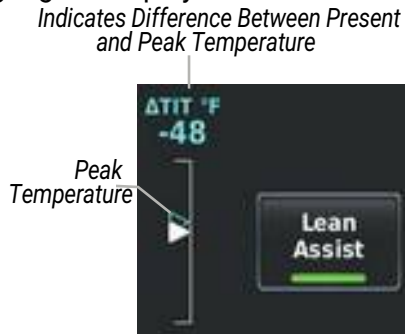 Indicates Difference Between Present
and Peak Temperature
ΔTIT °F
-48
Peak
Temperature
Lean
Assist